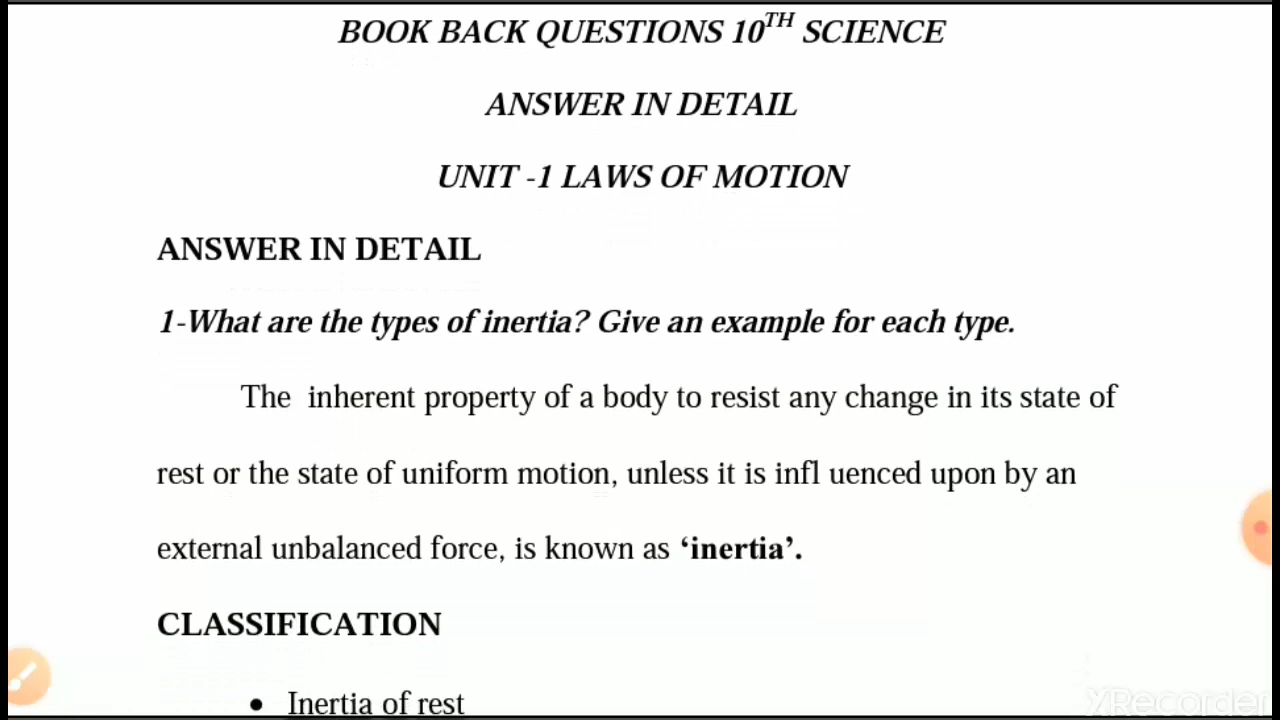 BOOK BACK QUESTIONS 10TH SCIENCE
ANSWER IN DETAIL
UNIT -1 LAWS OF MOTION
ANSWER IN DETAIL
1-What are the types of inertia? Give an example for each type.
The inherent property of a body to resist any change in its state of
rest or the state of uniform motion, unless it is infl uenced upon by an
external unbalanced force, is known as ‘inertia’.
CLASSIFICATION
• Inertia of rest
XRecorder